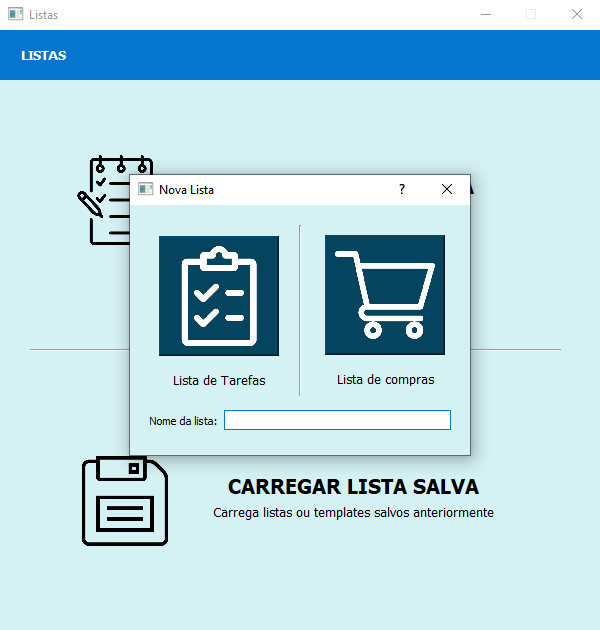 Listas
LISTAS
Nova Lista
?
Lista de Tarefas
Lista de compras
Nome da lista:
CARREGAR LISTA SALVA
Carrega listas ou templates salvos anteriormente